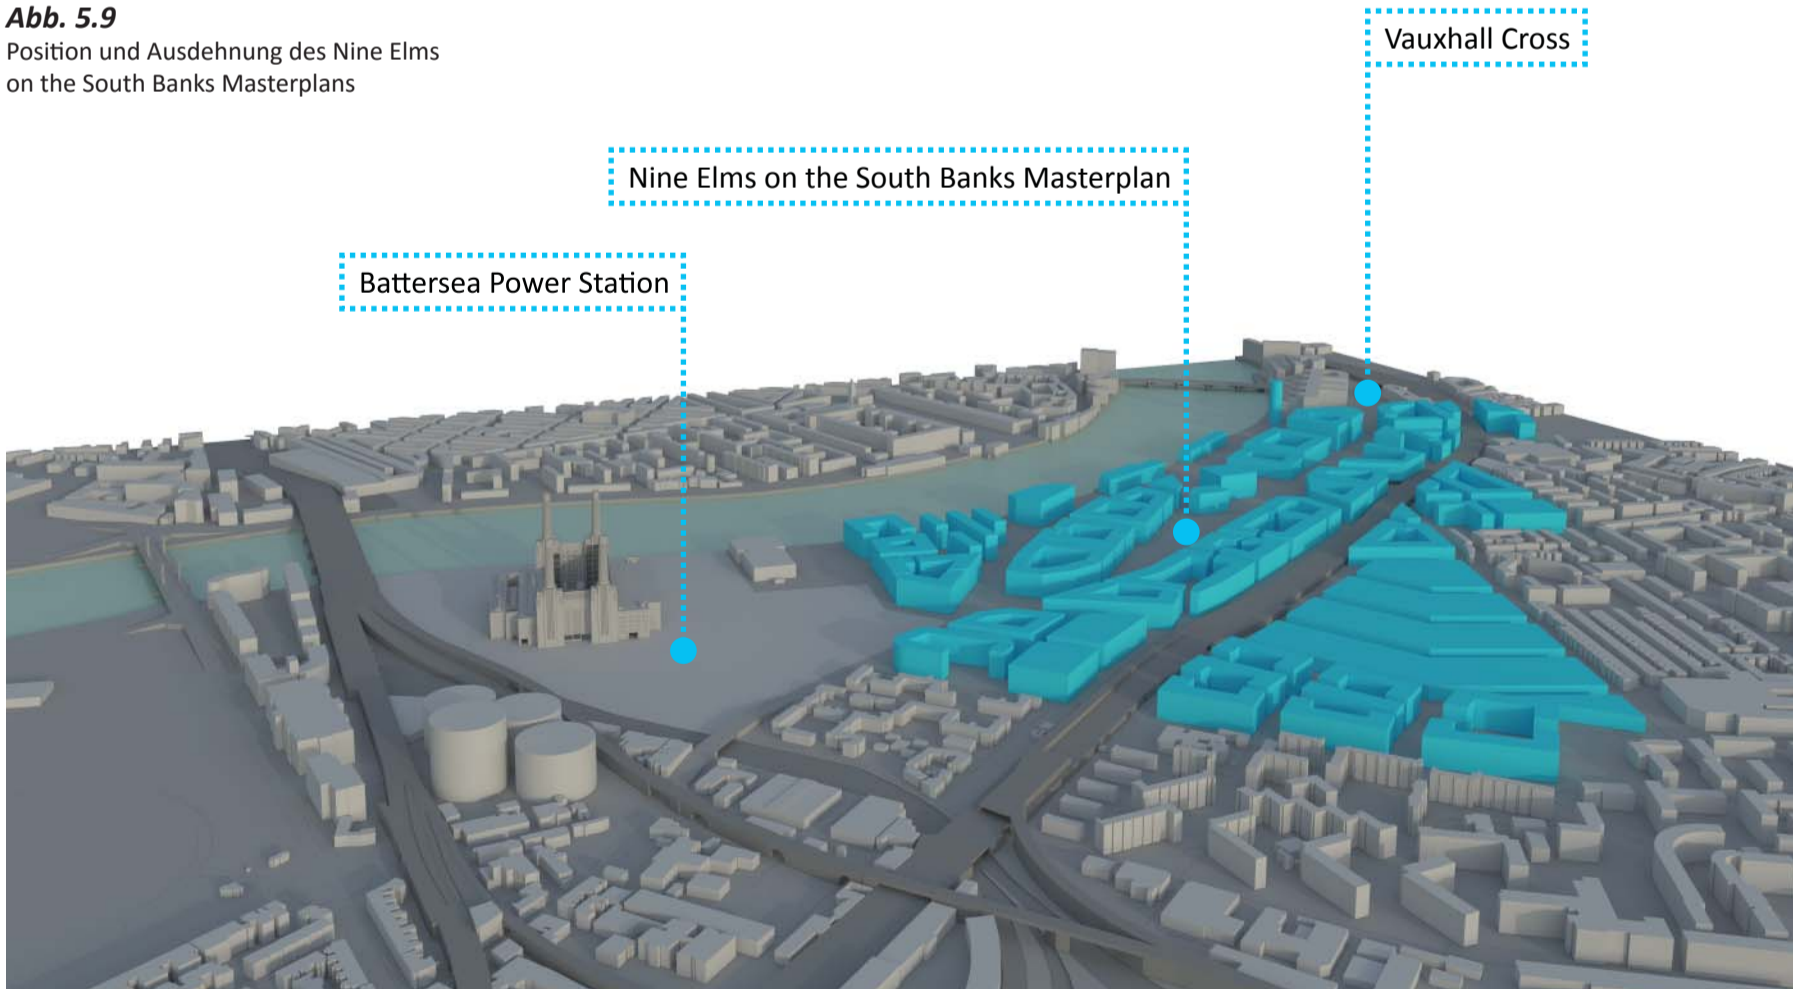 Abb. 5.9
Position und Ausdehnung des Nine Elms
on the South Banks Masterplans
Vauxhall Cross
Nine Elms on the South Banks Masterplan
Battersea Power Station